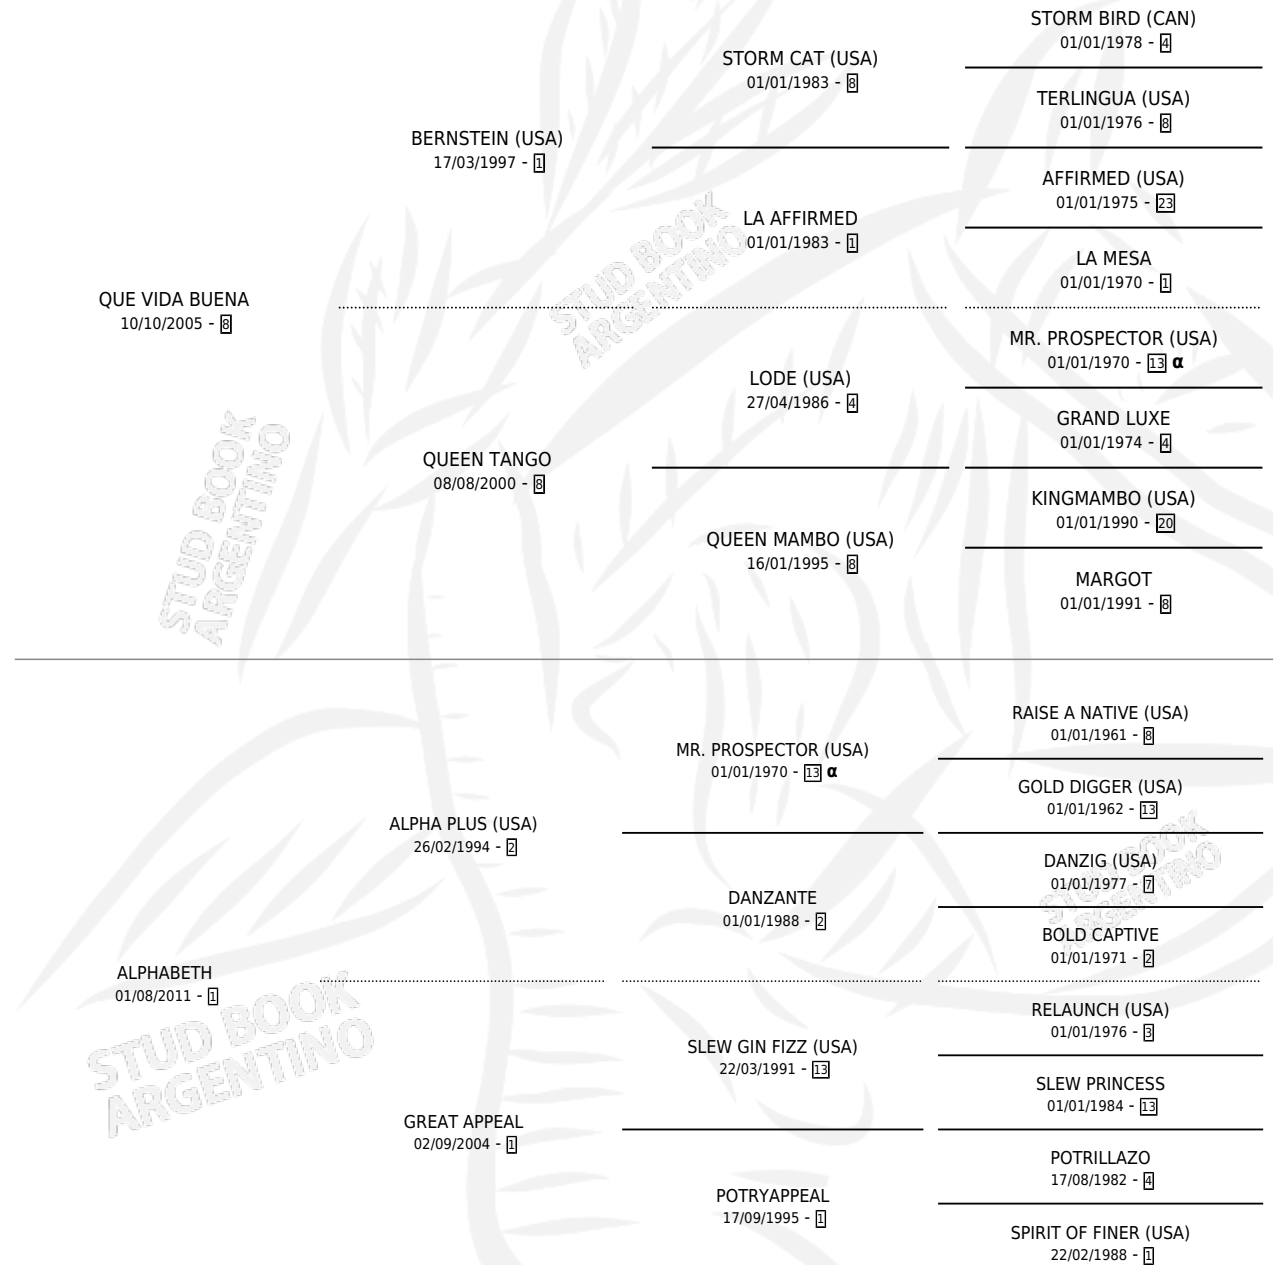 STORM BIRD (CAN)
01/01/1978 - 4
STORM CAT (USA)
01/01/1983 - 8
TERLINGUA (USA)
01/01/1976 - 8
BERNSTEIN (USA)
17/03/1997 - 1
AFFIRMED (USA)
01/01/1975 - 23
LA AFFIRMED
01/01/1983 - 1
LA MESA
01/01/1970 - 1
QUE VIDA BUENA
10/10/2005 - 8
MR. PROSPECTOR (USA)
01/01/1970 - 13 α
LODE (USA)
27/04/1986 - 4
GRAND LUXE
01/01/1974 - 4
QUEEN TANGO
08/08/2000 - 8
KINGMAMBO (USA)
01/01/1990 - 20
QUEEN MAMBO (USA)
16/01/1995 - 8
MARGOT
01/01/1991 - 8
STUD BOOK
ARGENTINO
STUD BOOK
ARGENTINO
RAISE A NATIVE (USA)
01/01/1961 - 8
MR. PROSPECTOR (USA)
01/01/1970 - 13 α
GOLD DIGGER (USA)
01/01/1962 - 13
ALPHA PLUS (USA)
26/02/1994 - 2
DANZIG (USA)
01/01/1977 - 7
DANZANTE
01/01/1988 - 2
BOLD CAPTIVE
01/01/1971 - 2
ALPHABETH
01/08/2011 - 1
RELAUNCH (USA)
01/01/1976 - 3
SLEW GIN FIZZ (USA)
22/03/1991 - 13
SLEW PRINCESS
01/01/1984 - 13
GREAT APPEAL
02/09/2004 - 1
POTRILLAZO
17/08/1982 - 4
POTRYAPPEAL
17/09/1995 - 1
SPIRIT OF FINER (USA)
22/02/1988 - 1
STUD BOOK
ARGENTINO
STUD BOOK
ARGENTINO